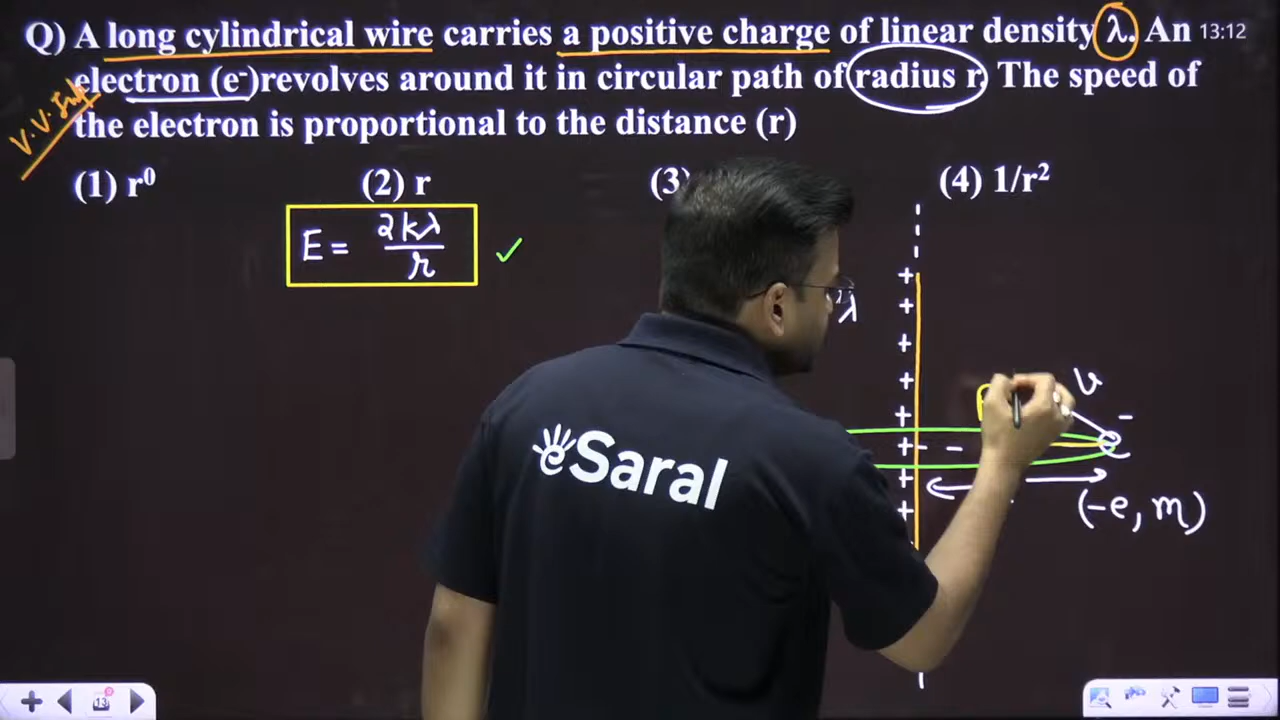 Q) A long cylindrical wire carries a positive charge of linear density λ. An 13:12
electron (e⁻)revolves around it in circular path of radius r. The speed of
the electron is proportional to the distance (r)
V.V.Imp
(1) r⁰ (2) r (3) (4) 1/r²
E = 2kλ/r ✓
λ
+
+
+
+
v
+ -
+ - -
+
+
(-e, m)
eSaral
13